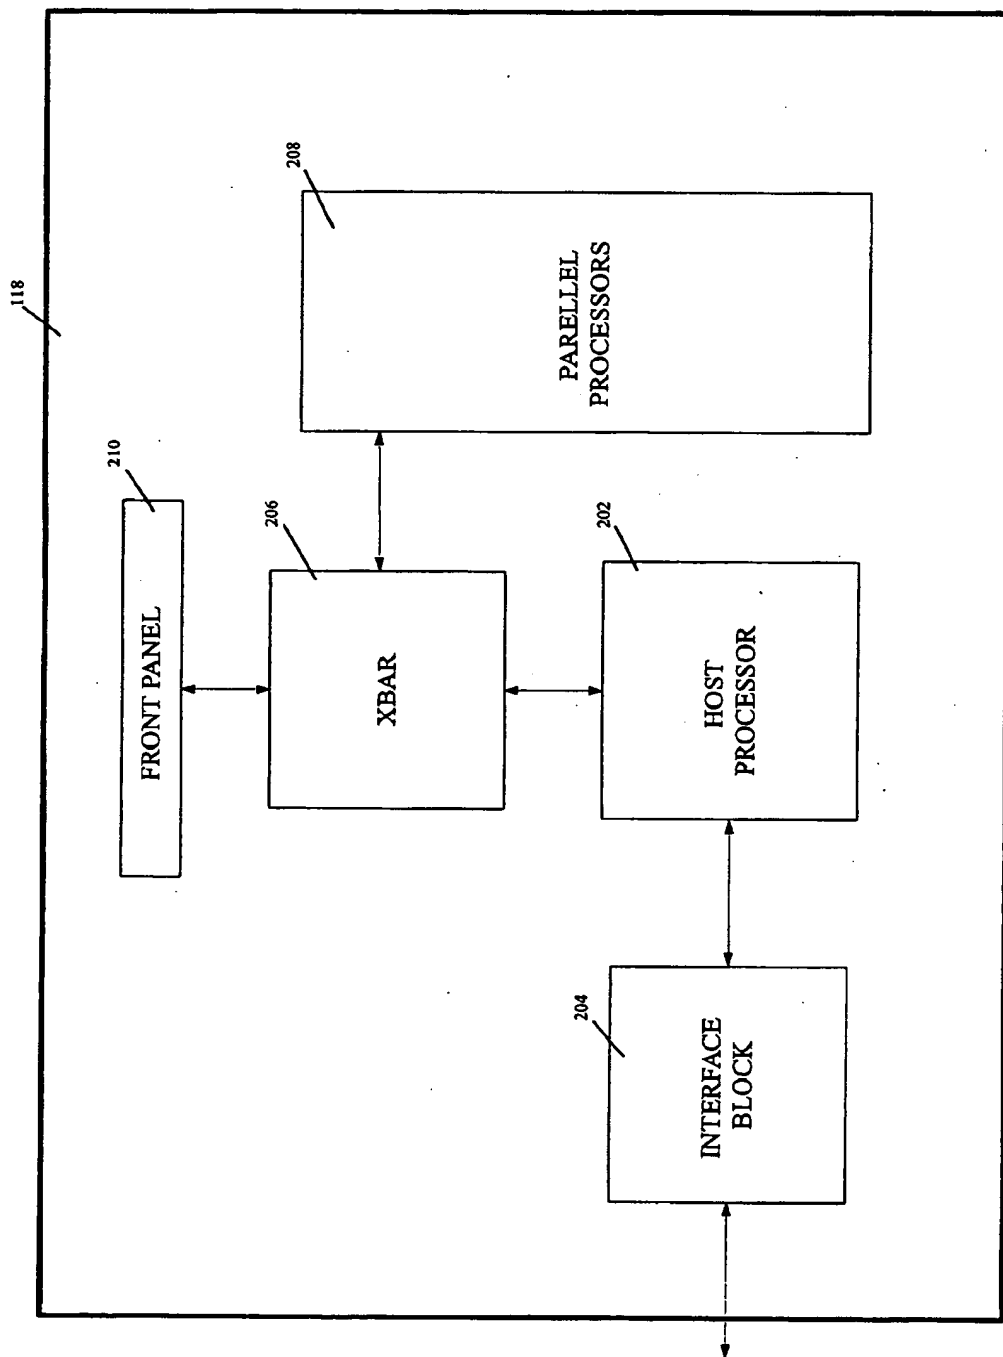 118
210
FRONT PANEL
206
XBAR
208
PARELLEL
PROCESSORS
202
HOST
PROCESSOR
204
INTERFACE
BLOCK